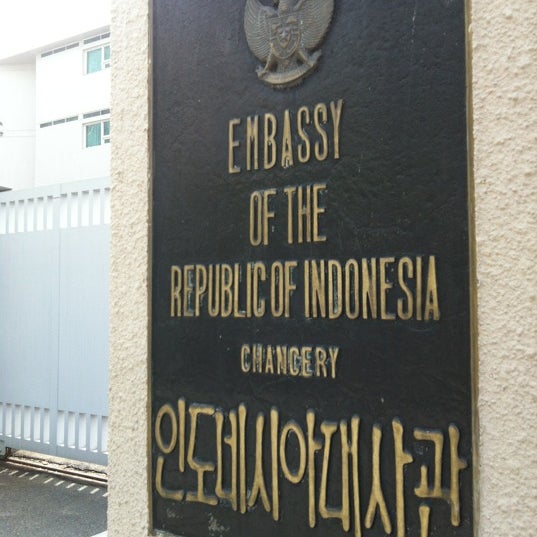 EMBASSY
OF THE
REPUBLIC OF INDONESIA
CHANCERY
인도네시아대사관